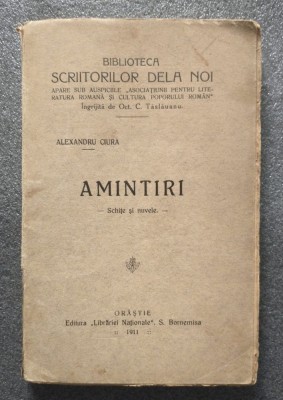 BIBLIOTECA
SCRIITORILOR DELA NOI
APARE SUB AUSPICIILE „ASOCIAȚIUNII PENTRU LITE-
RATURA ROMÂNĂ ȘI CULTURA POPORULUI ROMÂN“
Îngrijită de Oct. C. Tăslăuanu.
ALEXANDRU CIURA
AMINTIRI
— Schițe și nuvele. —
ORĂȘTIE
Editura „Librăriei Naționale“ S. Bornemisa
:: 1911 ::